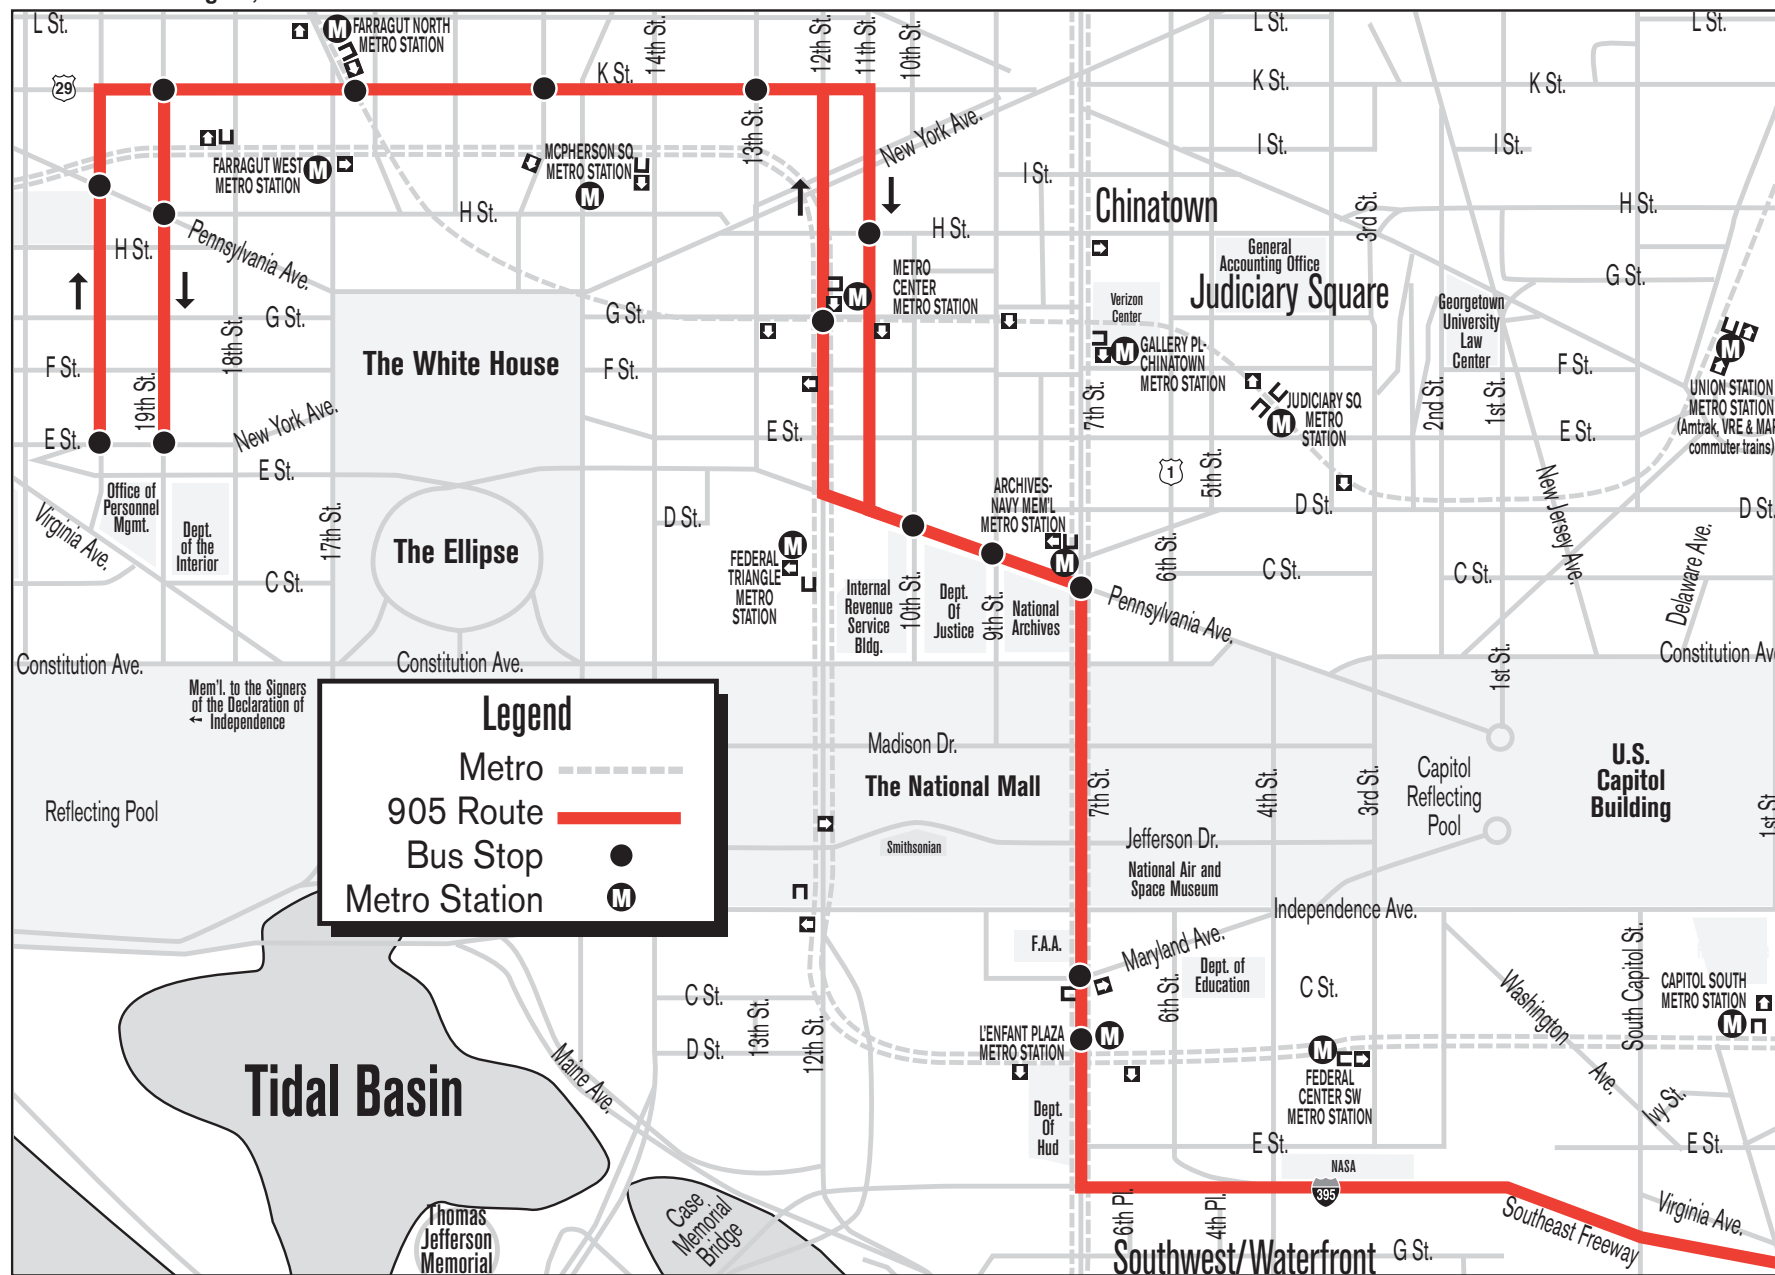 L St.
FARRAGUT NORTH
METRO STATION
14th St.
12th St.
11th St.
10th St.
L St.
L St.
29
K St.
K St.
K St.
13th St.
New York Ave.
FARRAGUT WEST
METRO STATION
MCPHERSON SQ.
METRO STATION
I St.
I St.
I St.
H St.
H St.
H St.
H St.
Chinatown
3rd St.
Pennsylvania Ave.
General
Accounting Office
Judiciary Square
METRO
CENTER
METRO STATION
Verizon
Center
Georgetown
University
Law
Center
G St.
G St.
G St.
18th St.
The White House
F St.
F St.
F St.
GALLERY PL-
CHINATOWN
METRO STATION
7th St.
JUDICIARY SQ.
METRO
STATION
2nd St.
1st St.
UNION STATION
METRO STATION
(Amtrak, VRE & MAR
commuter trains)
19th St.
New York Ave.
E St.
E St.
E St.
E St.
1
5th St.
New Jersey Ave.
Office of
Personnel
Mgmt.
Dept.
of the
Interior
Virginia Ave.
17th St.
The Ellipse
D St.
D St.
D St.
ARCHIVES-
NAVY MEM'L
METRO STATION
FEDERAL
TRIANGLE
METRO
STATION
Internal
Revenue
Service
Bldg.
10th St.
Dept.
Of
Justice
9th St.
National
Archives
6th St.
C St.
C St.
C St.
Pennsylvania Ave.
Delaware Ave.
Constitution Ave.
Constitution Ave.
Constitution Ave
1st St.
Mem'l. to the Signers
of the Declaration of
Independence
Reflecting Pool
Legend
Metro
905 Route
Bus Stop
Metro Station
M
Madison Dr.
The National Mall
7th St.
4th St.
3rd St.
Capitol
Reflecting
Pool
U.S.
Capitol
Building
1st St.
Smithsonian
Jefferson Dr.
National Air and
Space Museum
Independence Ave.
F.A.A.
Maryland Ave.
Dept. of
Education
6th St.
C St.
C St.
Washington
Ave.
South Capitol St.
CAPITOL SOUTH
METRO STATION
13th St.
12th St.
D St.
L'ENFANT PLAZA
METRO STATION
FEDERAL
CENTER SW
METRO STATION
Tidal Basin
Maine Ave.
Dept.
Of
Hud
E St.
E St.
Ivy St.
NASA
395
Thomas
Jefferson
Memorial
Case
Memorial
Bridge
6th Pl.
4th Pl.
Southwest/Waterfront
G St.
Southeast Freeway
Virginia Ave.